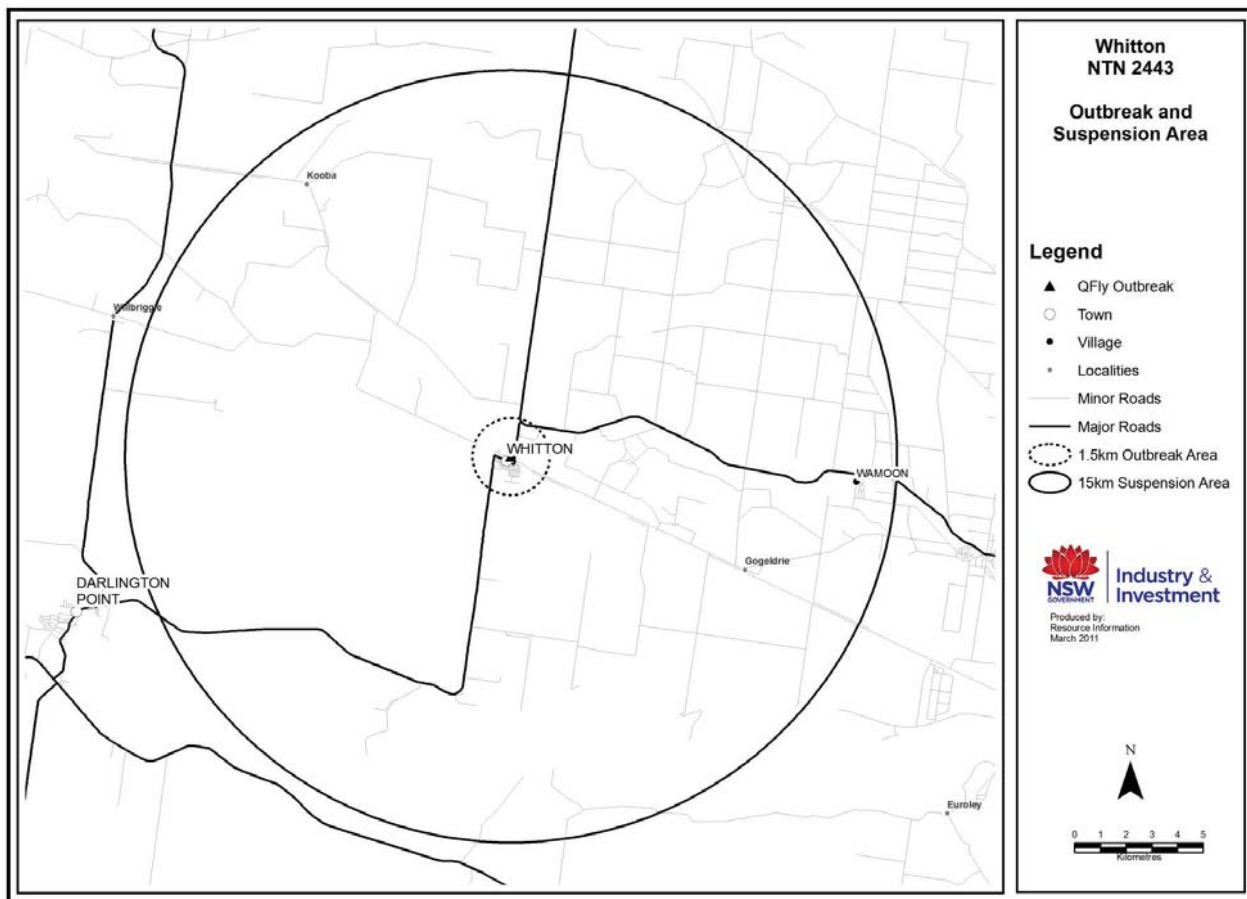 Whitton
NTN 2443
Outbreak and
Suspension Area
Kooba
Willbriggie
WHITTON
WAMOON
Gogeldrie
DARLINGTON
POINT
Euroley
Legend
QFly Outbreak
Town
Village
Localities
Minor Roads
Major Roads
1.5km Outbreak Area
15km Suspension Area
NSW
GOVERNMENT
Industry &
Investment
Produced by:
Resource Information
March 2011
N
0 1 2 3 4 5
Kilometres